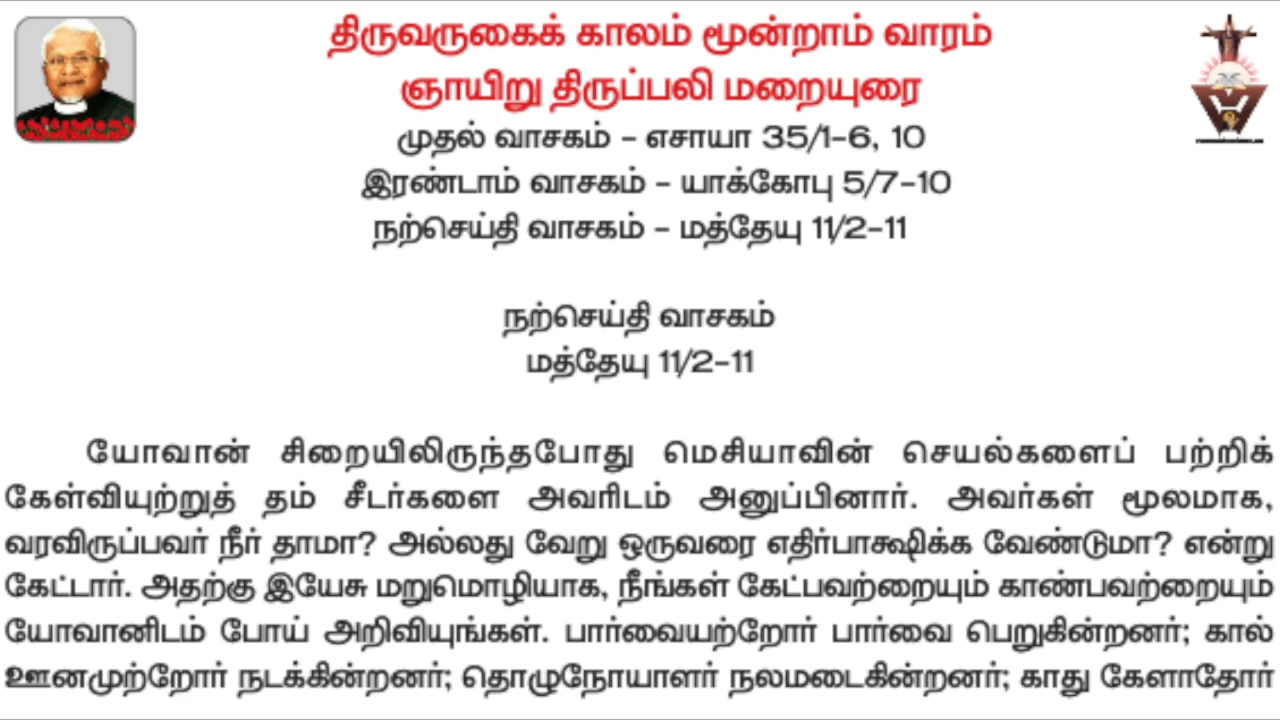 திருவருகைக் காலம் மூன்றாம் வாரம்
ஞாயிறு திருப்பலி மறையுரை
முதல் வாசகம் – எசாயா 35/1-6, 10
இரண்டாம் வாசகம் – யாக்கோபு 5/7-10
நற்செய்தி வாசகம் – மத்தேயு 11/2-11
நற்செய்தி வாசகம்
மத்தேயு 11/2-11
யோவான் சிறையிலிருந்தபோது மெசியாவின் செயல்களைப் பற்றிக்
கேள்வியுற்றுத் தம் சீடர்களை அவரிடம் அனுப்பினார். அவர்கள் மூலமாக,
வரவிருப்பவர் நீர் தாமா? அல்லது வேறு ஒருவரை எதிர்பாக்ஷிக்க வேண்டுமா? என்று
கேட்டார். அதற்கு இயேசு மறுமொழியாக, நீங்கள் கேட்பவற்றையும் காண்பவற்றையும்
யோவானிடம் போய் அறிவியுங்கள். பார்வையற்றோர் பார்வை பெறுகின்றனர்; கால்
ஊனமுற்றோர் நடக்கின்றனர்; தொழுநோயாளர் நலமடைகின்றனர்; காது கேளாதோர்